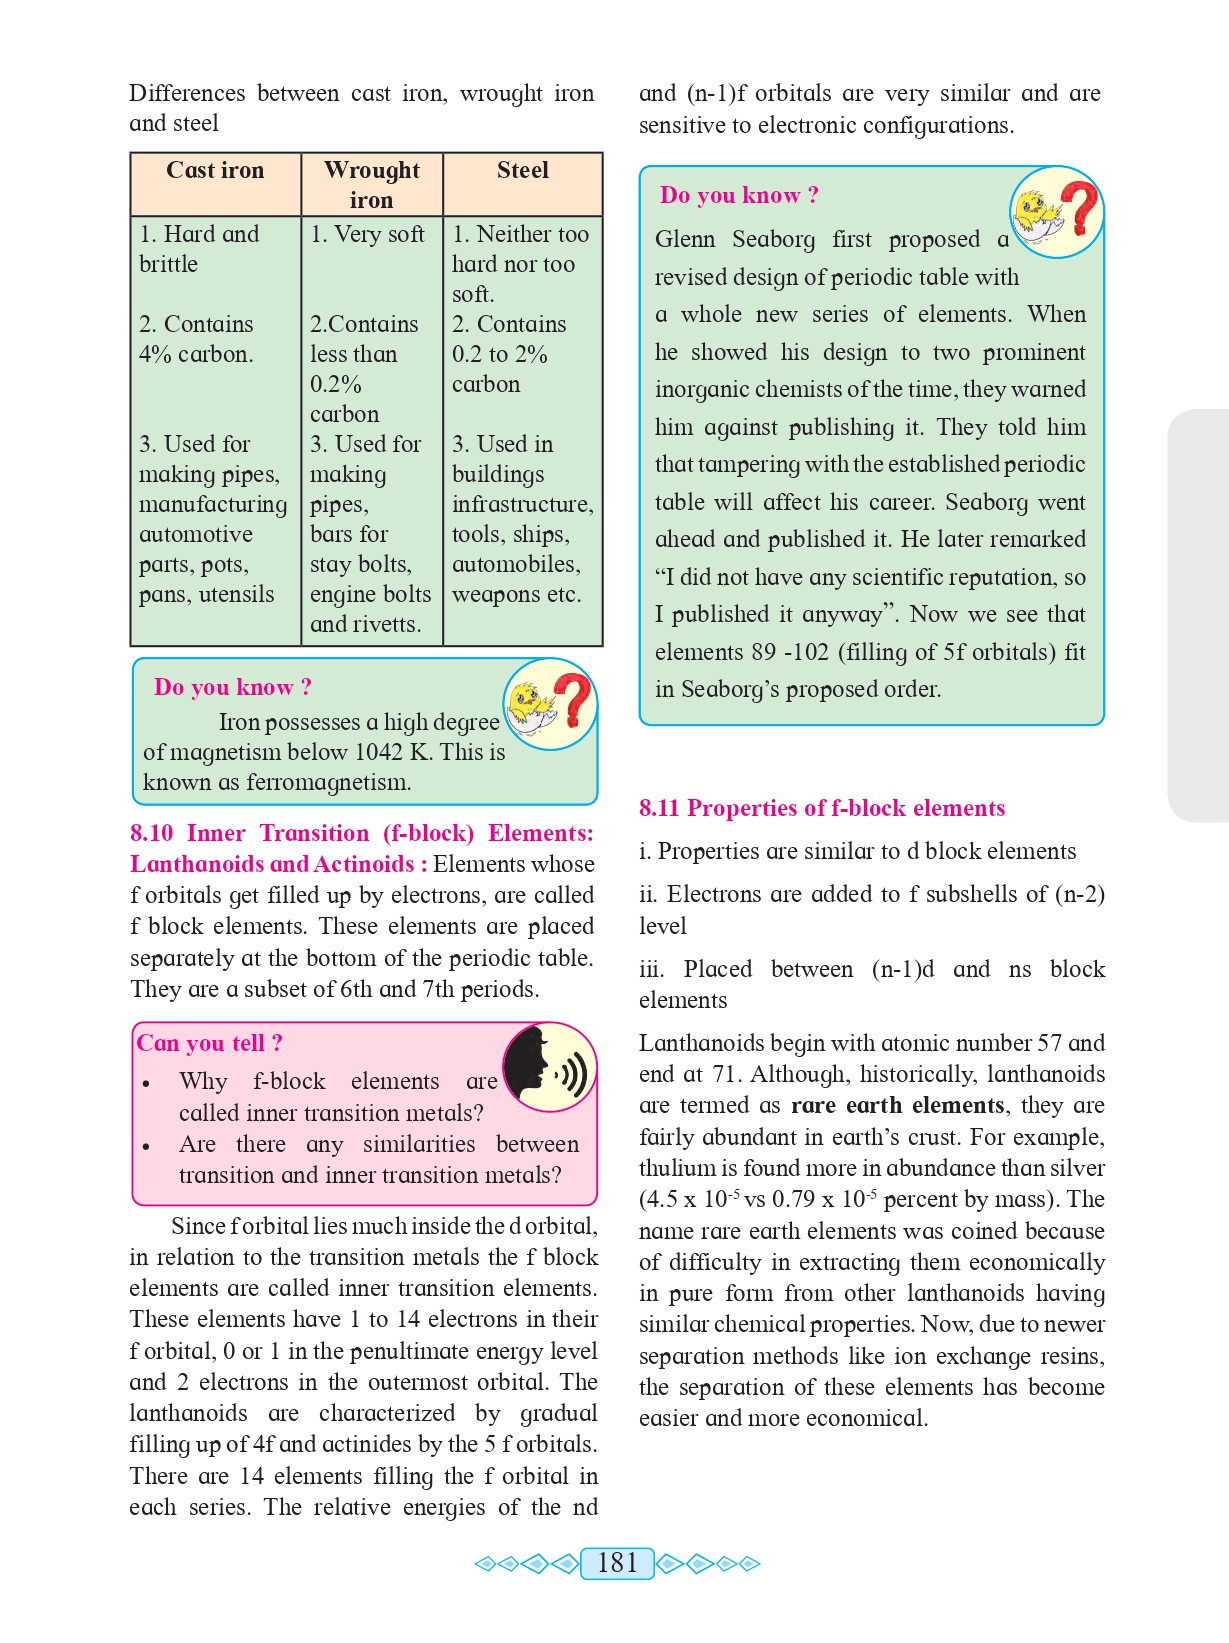 Differences between cast iron, wrought iron
and steel
Cast iron
Wrought
iron
Steel
1. Hard and
brittle
2. Contains
4% carbon.
3. Used for
making pipes,
manufacturing
automotive
parts, pots,
pans, utensils
1. Very soft
2.Contains
less than
0.2%
carbon
3. Used for
making
pipes,
bars for
stay bolts,
engine bolts
and rivetts.
1. Neither too
hard nor too
soft.
2. Contains
0.2 to 2%
carbon
3. Used in
buildings
infrastructure,
tools, ships,
automobiles,
weapons etc.
Do you know ?
Iron possesses a high degree
of magnetism below 1042 K. This is
known as ferromagnetism.
8.10 Inner Transition (f-block) Elements:
Lanthanoids and Actinoids : Elements whose
f orbitals get filled up by electrons, are called
f block elements. These elements are placed
separately at the bottom of the periodic table.
They are a subset of 6th and 7th periods.
Can you tell ?
• Why f-block elements are
called inner transition metals?
• Are there any similarities between
transition and inner transition metals?
Since f orbital lies much inside the d orbital,
in relation to the transition metals the f block
elements are called inner transition elements.
These elements have 1 to 14 electrons in their
f orbital, 0 or 1 in the penultimate energy level
and 2 electrons in the outermost orbital. The
lanthanoids are characterized by gradual
filling up of 4f and actinides by the 5 f orbitals.
There are 14 elements filling the f orbital in
each series. The relative energies of the nd
and (n-1)f orbitals are very similar and are
sensitive to electronic configurations.
Do you know ?
Glenn Seaborg first proposed a
revised design of periodic table with
a whole new series of elements. When
he showed his design to two prominent
inorganic chemists of the time, they warned
him against publishing it. They told him
that tampering with the established periodic
table will affect his career. Seaborg went
ahead and published it. He later remarked
“I did not have any scientific reputation, so
I published it anyway”. Now we see that
elements 89 -102 (filling of 5f orbitals) fit
in Seaborg’s proposed order.
8.11 Properties of f-block elements
i. Properties are similar to d block elements
ii. Electrons are added to f subshells of (n-2)
level
iii. Placed between (n-1)d and ns block
elements
Lanthanoids begin with atomic number 57 and
end at 71. Although, historically, lanthanoids
are termed as rare earth elements, they are
fairly abundant in earth’s crust. For example,
thulium is found more in abundance than silver
(4.5 x 10⁻⁵ vs 0.79 x 10⁻⁵ percent by mass). The
name rare earth elements was coined because
of difficulty in extracting them economically
in pure form from other lanthanoids having
similar chemical properties. Now, due to newer
separation methods like ion exchange resins,
the separation of these elements has become
easier and more economical.
181